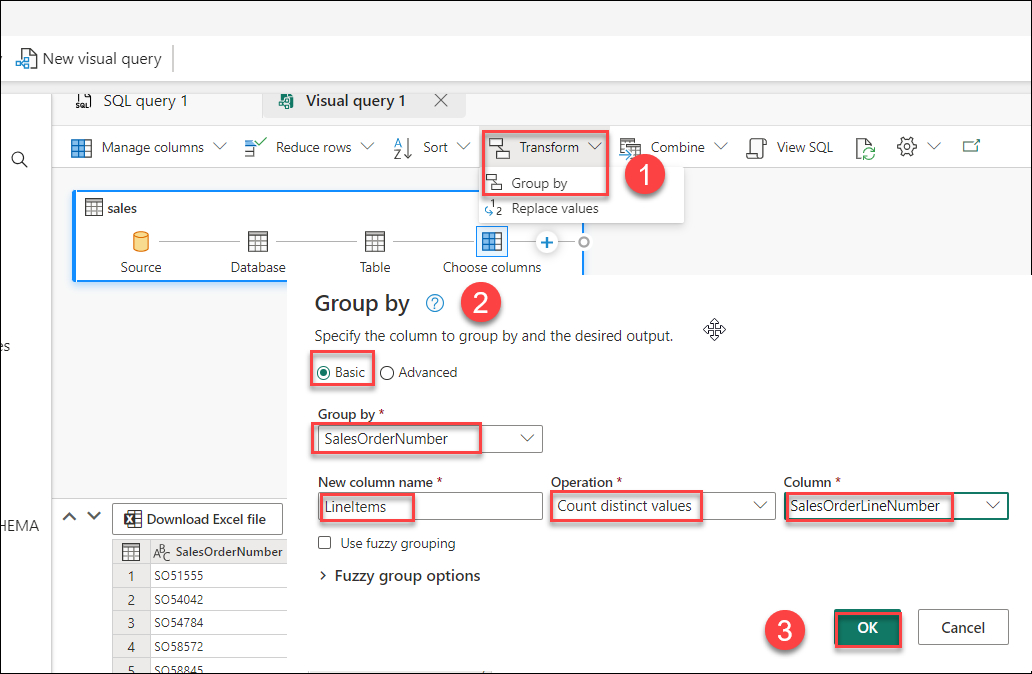 New visual query
SQL query 1 Visual query 1
Manage columns Reduce rows Sort Transform Combine View SQL
1
Group by
Replace values
sales
Source Database Table Choose columns
Group by 2
Specify the column to group by and the desired output.
Basic Advanced
Group by *
SalesOrderNumber
New column name * Operation * Column *
LineItems Count distinct values SalesOrderLineNumber
HEMA Download Excel file
Use fuzzy grouping
SalesOrderNumber
Fuzzy group options
1 SO51555
2 SO54042
3 SO54784
4 SO58572
5 SO58845
3 OK Cancel